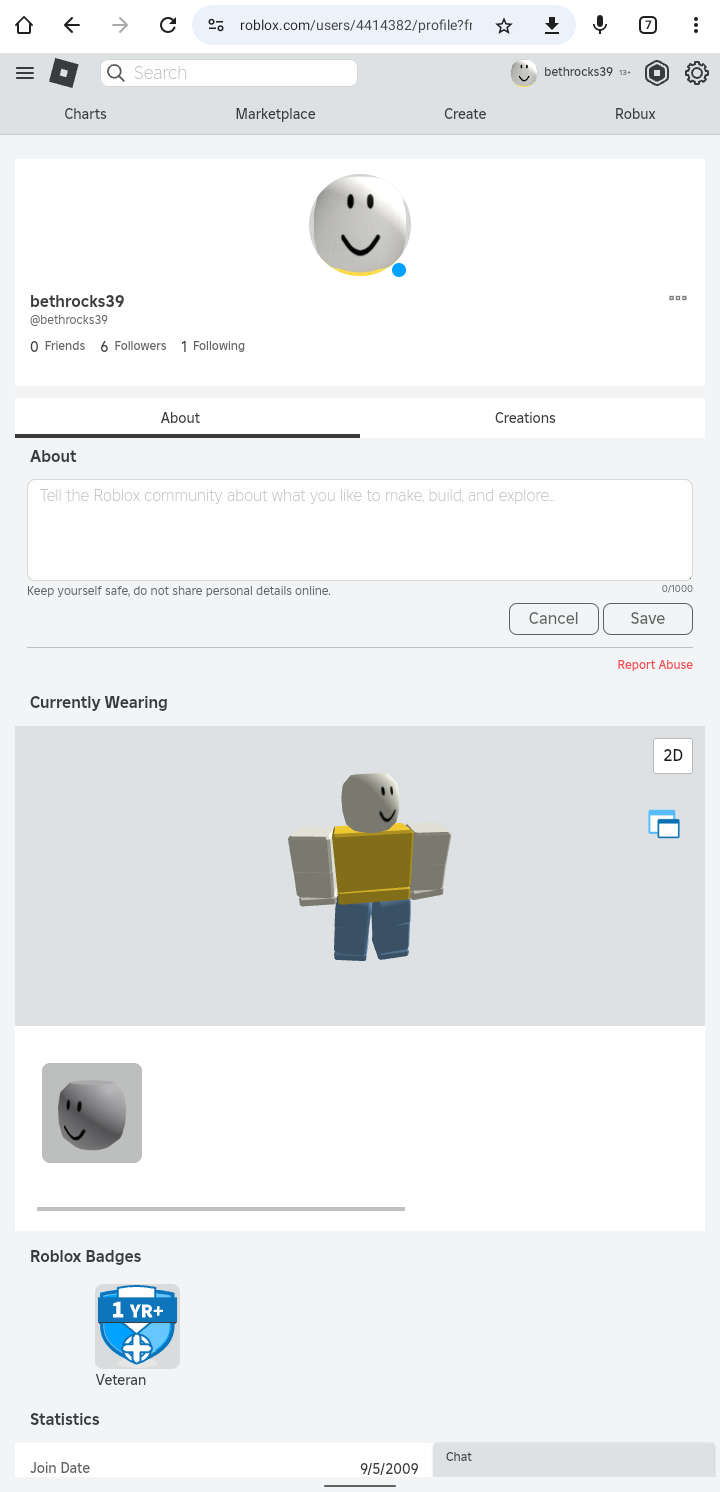 roblox.com/users/4414382/profile?fr
7
Search
bethrocks39 13+
Charts Marketplace Create Robux
bethrocks39
@bethrocks39
0 Friends 6 Followers 1 Following
About Creations
About
Tell the Roblox community about what you like to make, build, and explore…
Keep yourself safe, do not share personal details online. 0/1000
Cancel Save
Report Abuse
Currently Wearing
2D
Roblox Badges
1 YR+
Veteran
Statistics
Chat
Join Date 9/5/2009